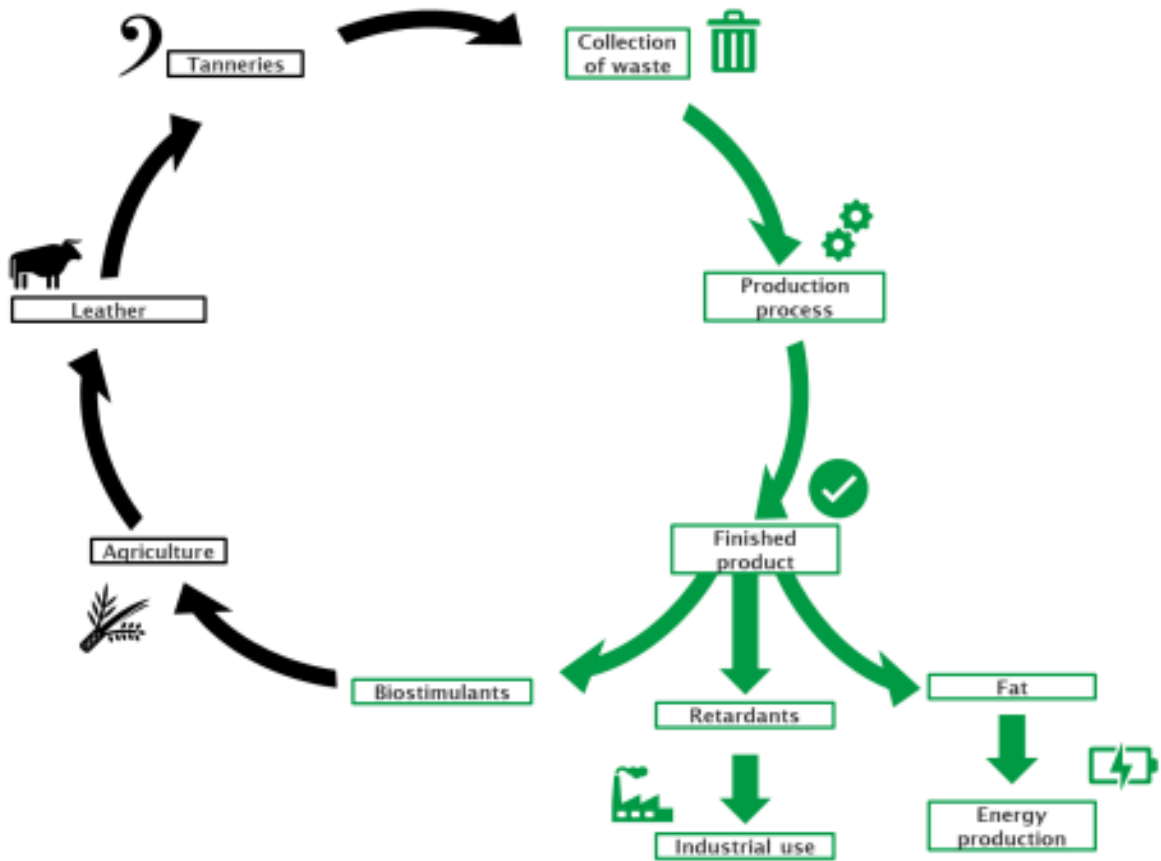 Tanneries
Collection
of waste
Production
process
Leather
Finished
product
Agriculture
Biostimulants
Retardants
Fat
Industrial use
Energy
production